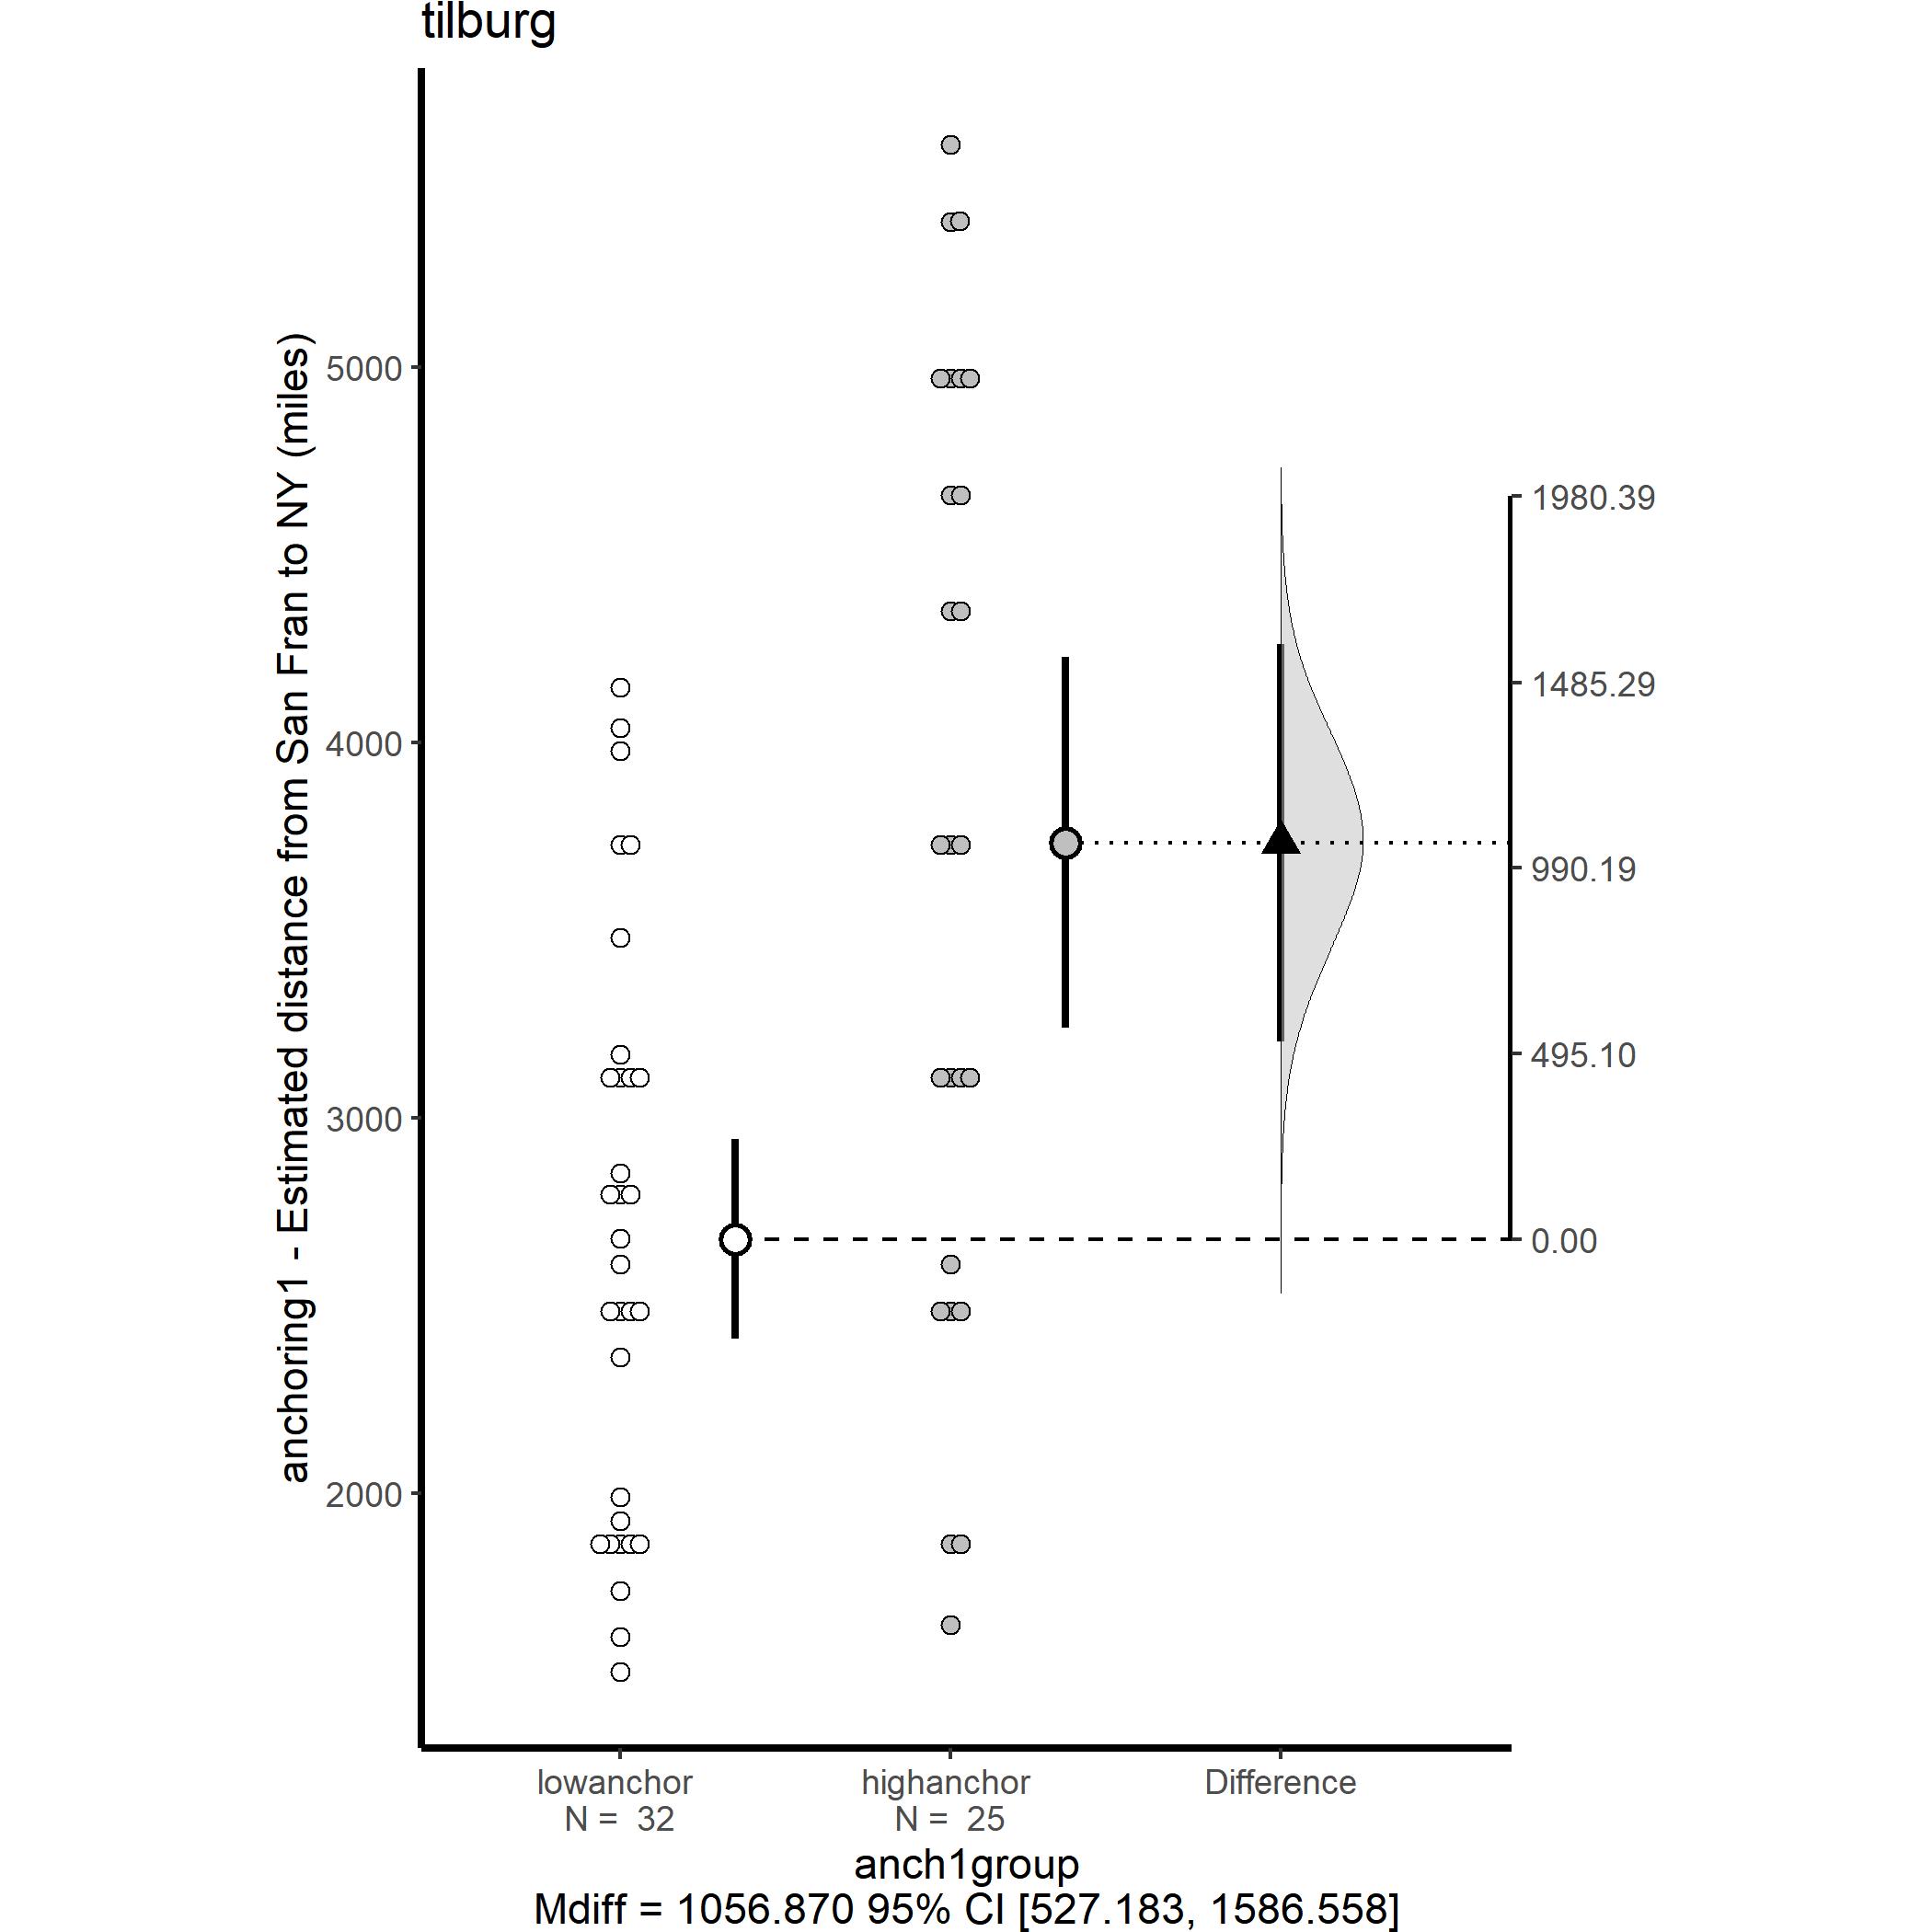 tilburg
anchoring1 - Estimated distance from San Fran to NY (miles)
5000
4000
3000
2000
1980.39
1485.29
990.19
495.10
0.00
lowanchor
N =  32
highanchor
N =  25
Difference
anch1group
Mdiff = 1056.870 95% CI [527.183, 1586.558]